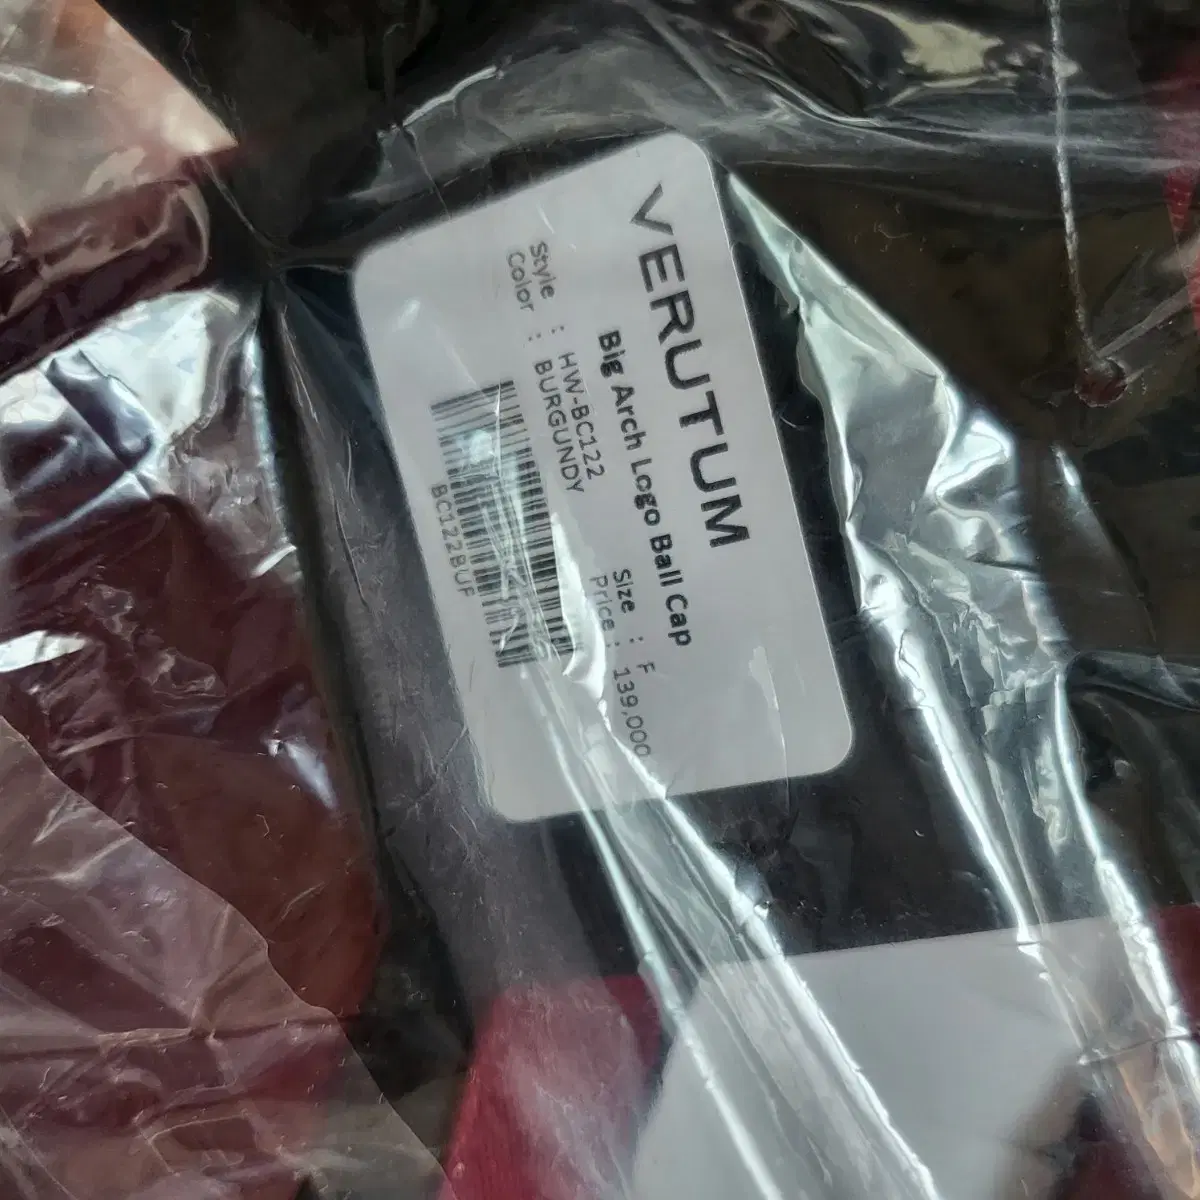 VERUTUM
Big Arch Logo Ball Cap
Style : HW-BC122 Size : F
Color : BURGUNDY Price : 139,000
BC122BUF